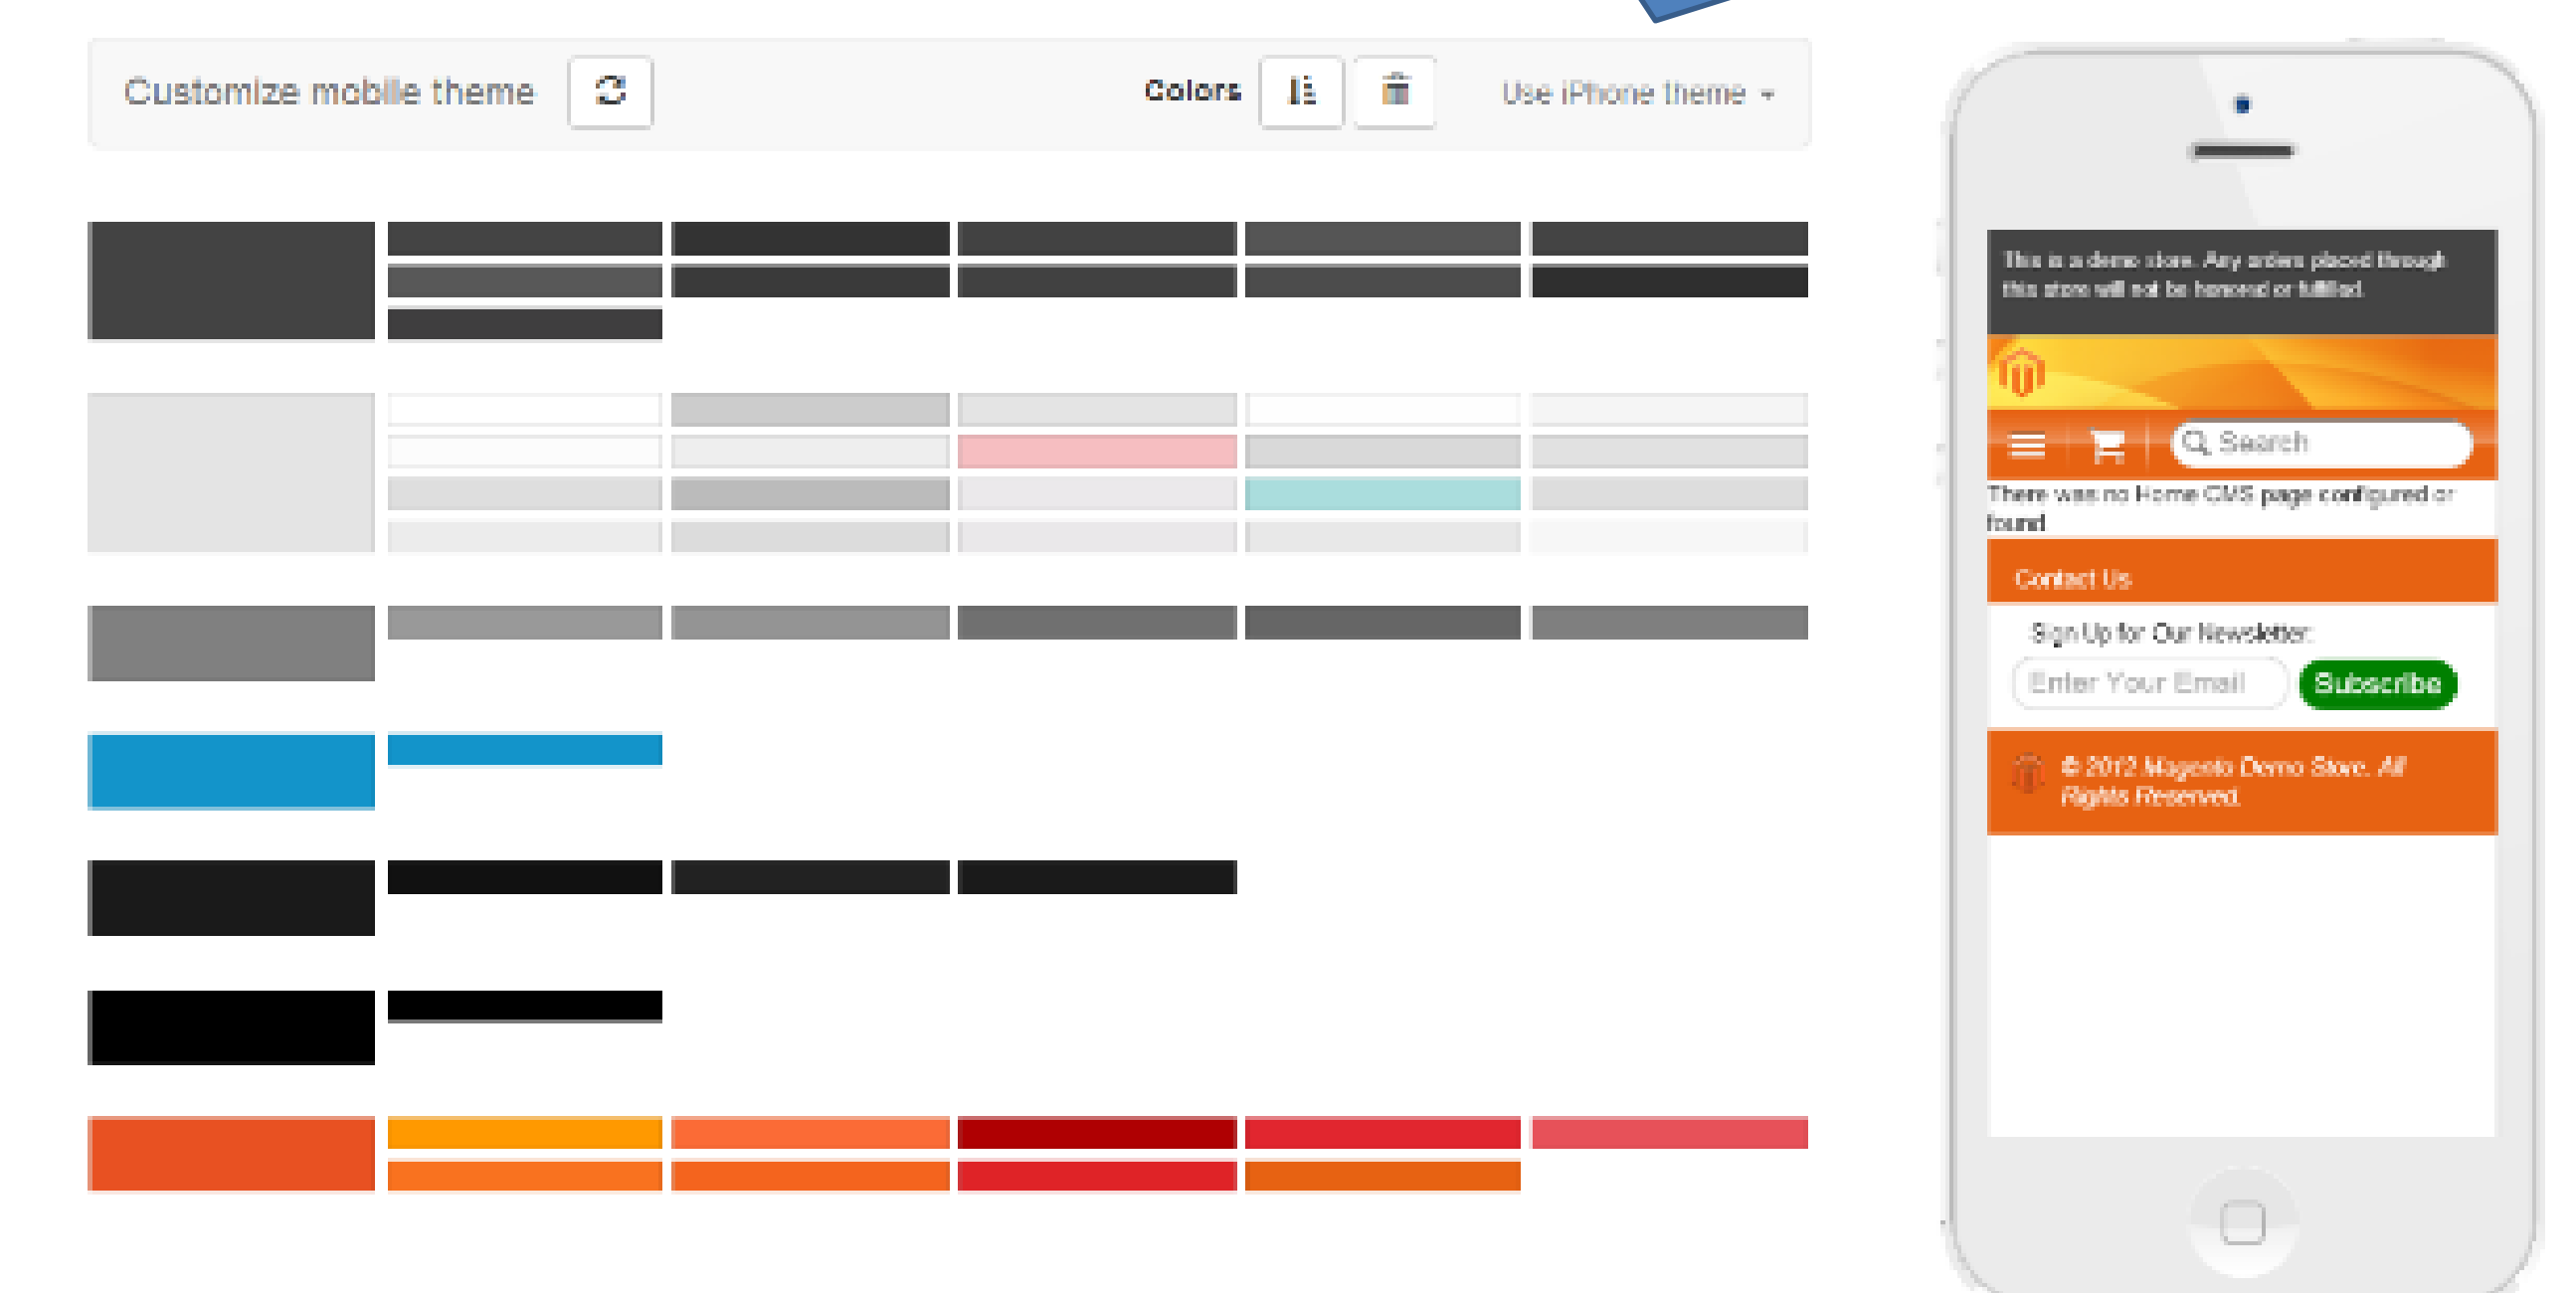 Customize mobile theme
Colors
Use iPhone theme
This is a demo store. Any orders placed through
this store will not be honored or fulfilled.
Search
There was no Home CMS page configured or
found
Contact Us
Sign Up for Our Newsletter:
Enter Your Email
Subscribe
© 2012 Magento Demo Store. All
Rights Reserved.